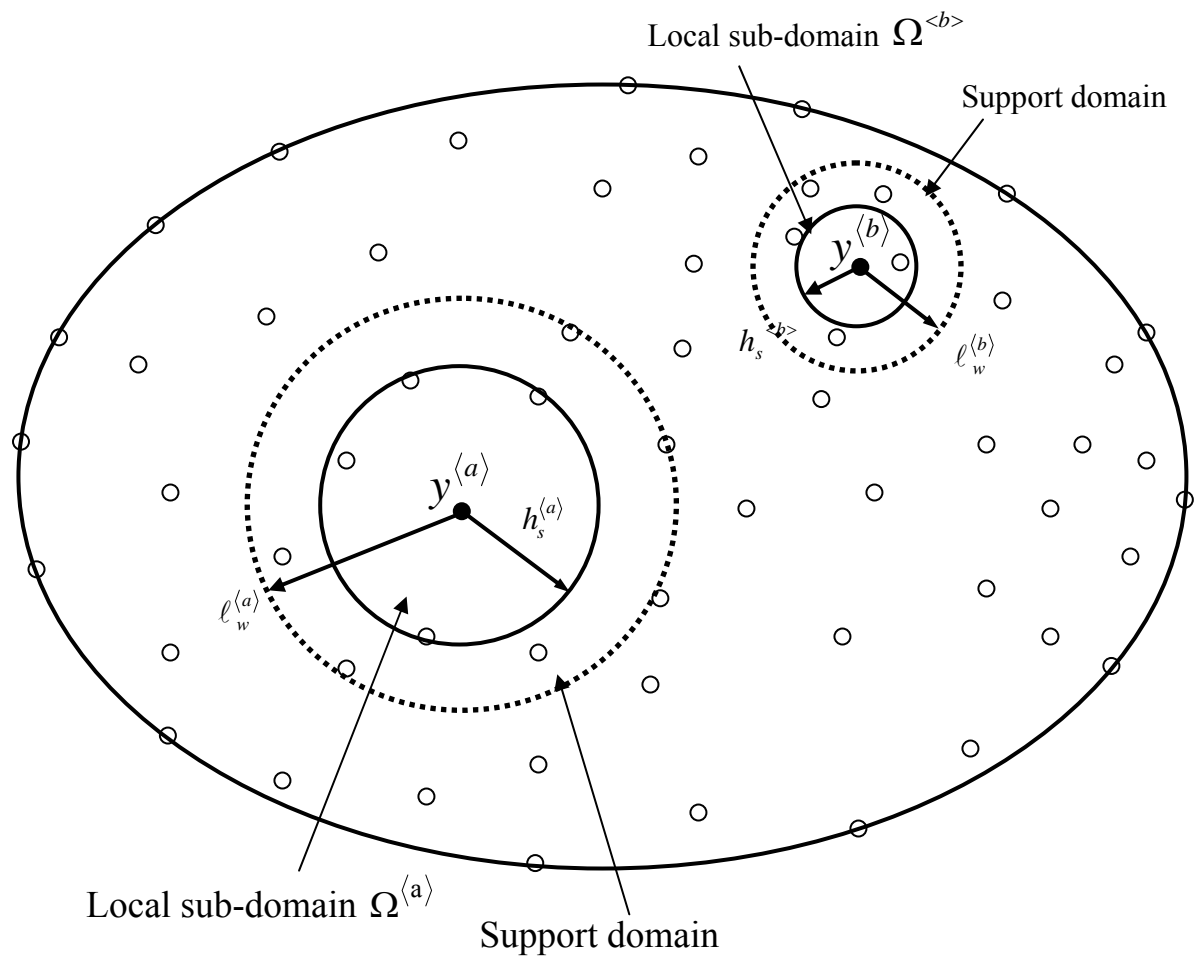 Local sub-domain Ω^<b>
Support domain
y^⟨b⟩
h_s^<b>
ℓ_w^⟨b⟩
y^⟨a⟩
h_s^⟨a⟩
ℓ_w^⟨a⟩
Local sub-domain Ω^⟨a⟩
Support domain